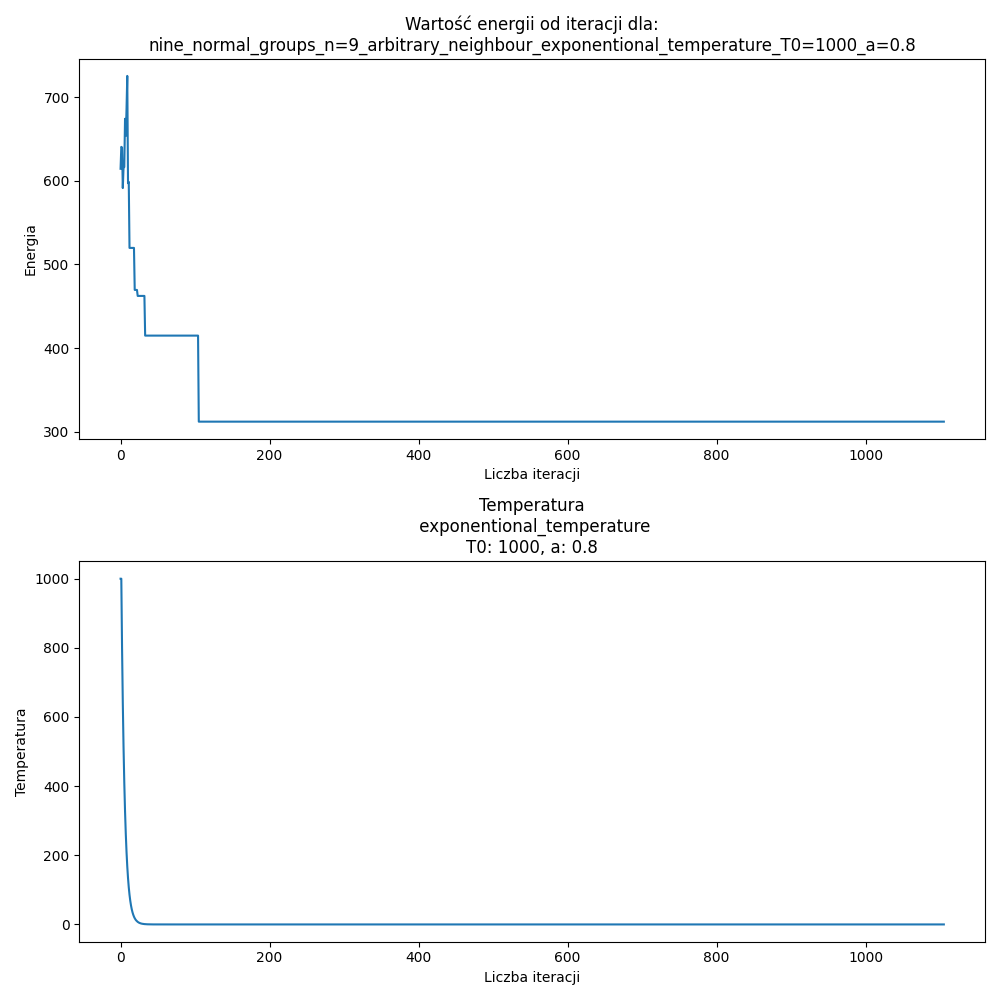 Wartość energii od iteracji dla:
nine_normal_groups_n=9_arbitrary_neighbour_exponentional_temperature_T0=1000_a=0.8
700
600
500
400
300
Energia
0 200 400 600 800 1000
Liczba iteracji
Temperatura
exponentional_temperature
T0: 1000, a: 0.8
1000
800
600
400
200
0
Temperatura
0 200 400 600 800 1000
Liczba iteracji